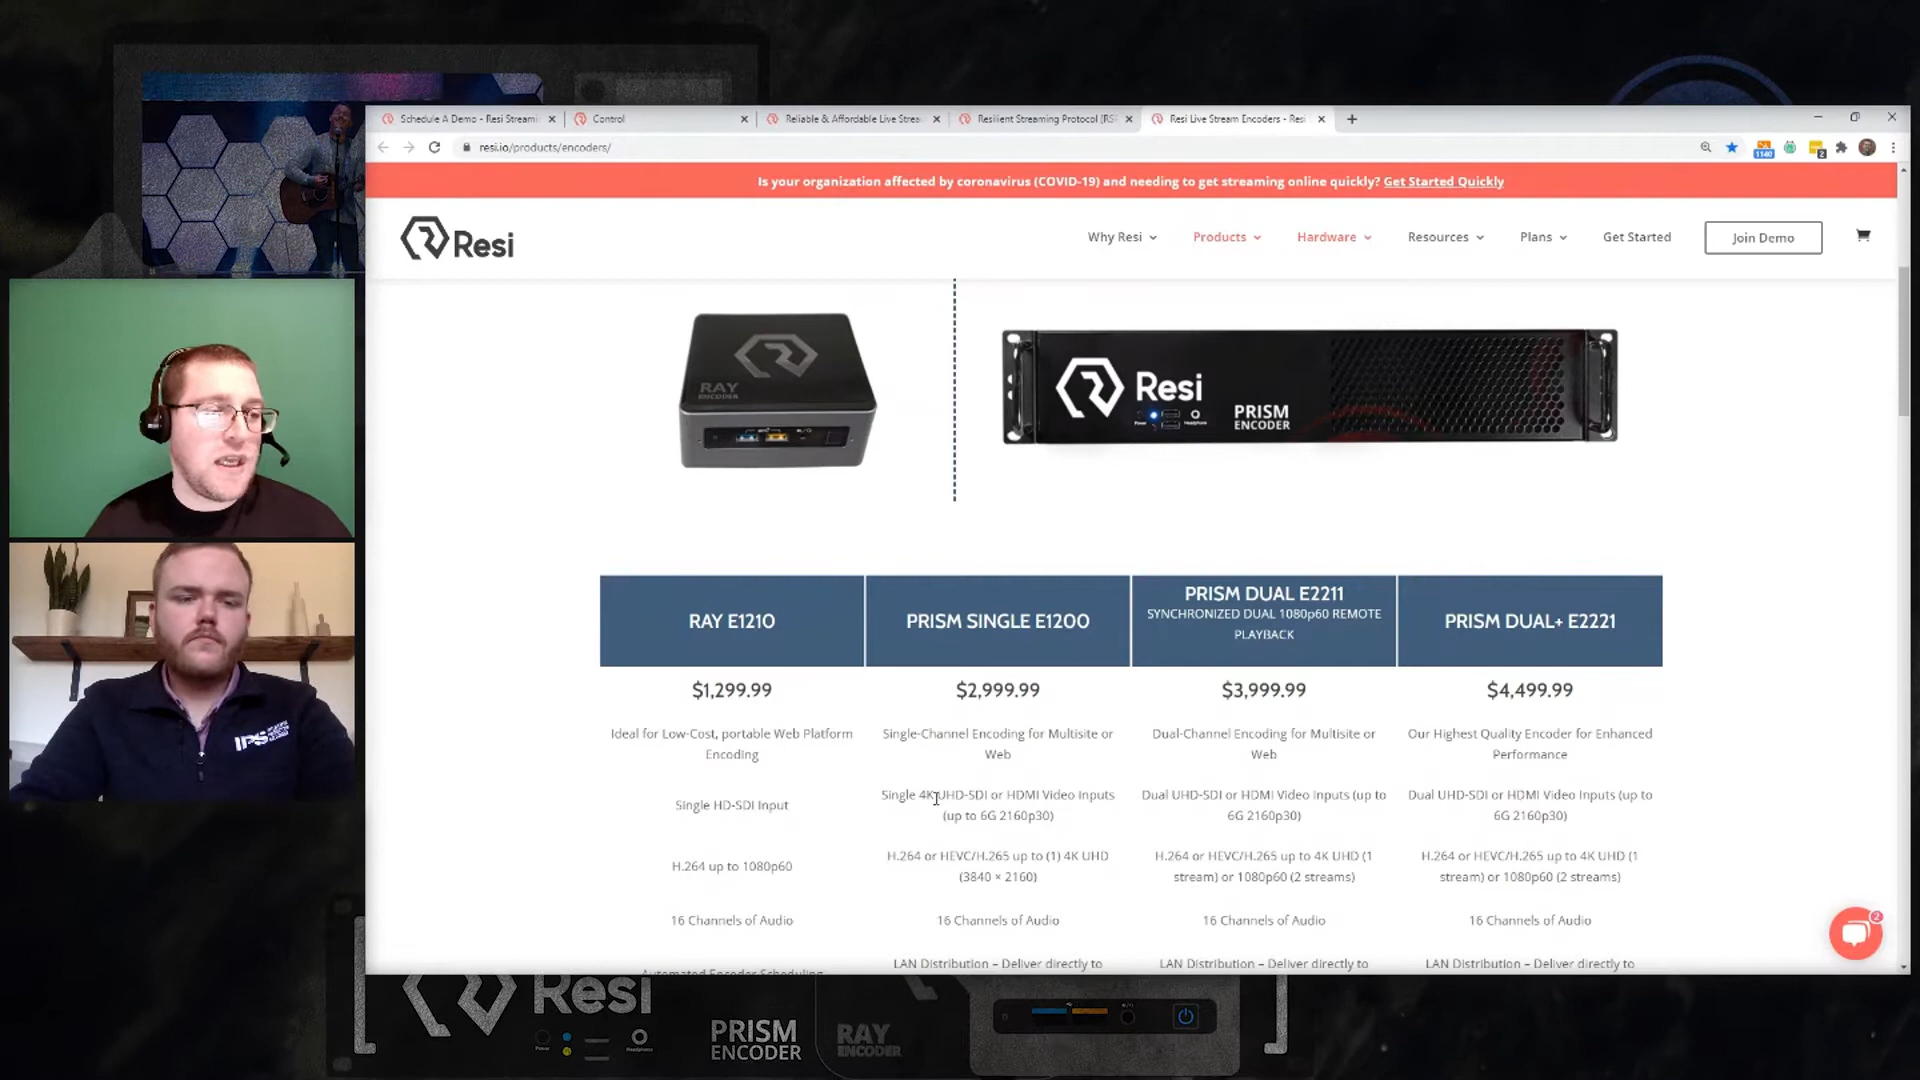 Schedule A Demo - Resi Streami
Control
Reliable & Affordable Live Strea
Resilient Streaming Protocol [RS
Resi Live Stream Encoders - Resi
resi.io/products/encoders/
1140
2
Is your organization affected by coronavirus (COVID-19) and needing to get streaming online quickly? Get Started Quickly
Resi
Why Resi
Products
Hardware
Resources
Plans
Get Started
Join Demo
RAY
ENCODER
Resi
Power
Headphone
PRISM
ENCODER
RAY E1210
PRISM SINGLE E1200
PRISM DUAL E2211
SYNCHRONIZED DUAL 1080p60 REMOTE
PLAYBACK
PRISM DUAL+ E2221
$1,299.99
$2,999.99
$3,999.99
$4,499.99
Ideal for Low-Cost, portable Web Platform
Encoding
Single-Channel Encoding for Multisite or
Web
Dual-Channel Encoding for Multisite or
Web
Our Highest Quality Encoder for Enhanced
Performance
Single HD-SDI Input
Single 4K UHD-SDI or HDMI Video Inputs
(up to 6G 2160p30)
Dual UHD-SDI or HDMI Video Inputs (up to
6G 2160p30)
Dual UHD-SDI or HDMI Video Inputs (up to
6G 2160p30)
H.264 up to 1080p60
H.264 or HEVC/H.265 up to (1) 4K UHD
(3840 × 2160)
H.264 or HEVC/H.265 up to 4K UHD (1
stream) or 1080p60 (2 streams)
H.264 or HEVC/H.265 up to 4K UHD (1
stream) or 1080p60 (2 streams)
16 Channels of Audio
16 Channels of Audio
16 Channels of Audio
16 Channels of Audio
Automated Encoder Scheduling
LAN Distribution – Deliver directly to
LAN Distribution – Deliver directly to
LAN Distribution – Deliver directly to
2
IPS
Resi
Power
Headphone
PRISM
ENCODER
RAY
ENCODER